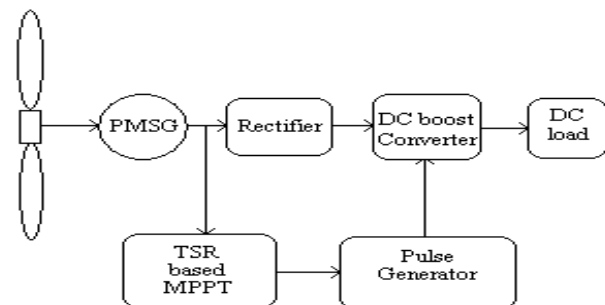 PMSG
Rectifier
DC boost
Converter
DC
load
TSR
based
MPPT
Pulse
Generator